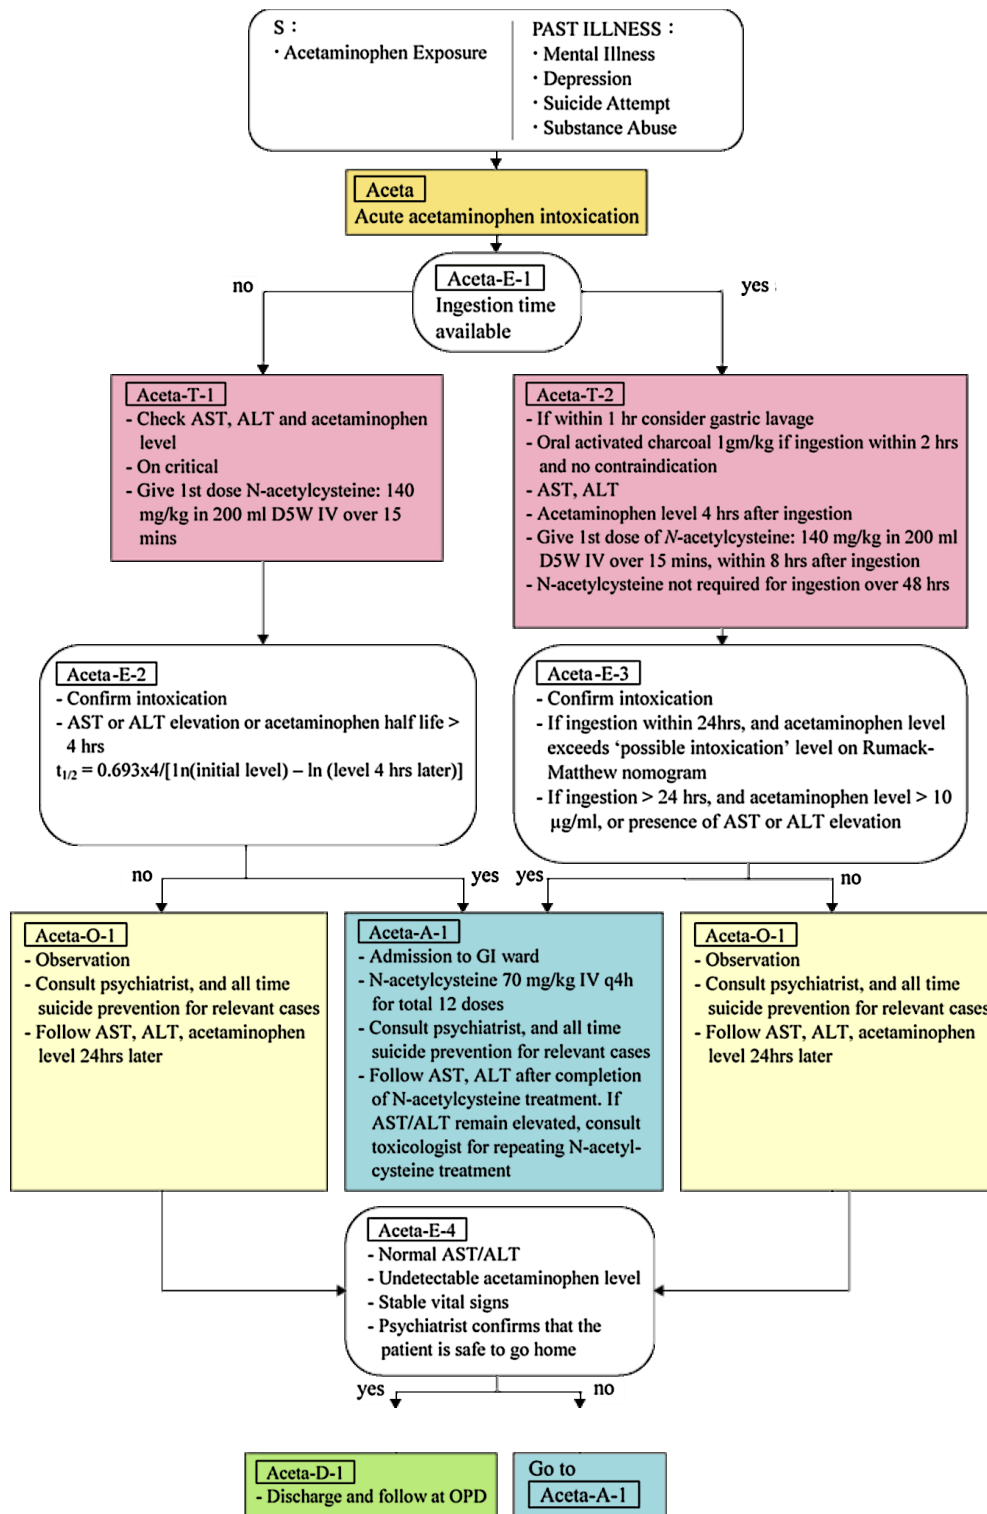 S :
· Acetaminophen Exposure
PAST ILLNESS :
· Mental Illness
· Depression
· Suicide Attempt
· Substance Abuse
Aceta
Acute acetaminophen intoxication
Aceta-E-1
Ingestion time
available
no
yes
Aceta-T-1
- Check AST, ALT and acetaminophen
level
- On critical
- Give 1st dose N-acetylcysteine: 140
mg/kg in 200 ml D5W IV over 15
mins
Aceta-T-2
- If within 1 hr consider gastric lavage
- Oral activated charcoal 1gm/kg if ingestion within 2 hrs
and no contraindication
- AST, ALT
- Acetaminophen level 4 hrs after ingestion
- Give 1st dose of N-acetylcysteine: 140 mg/kg in 200 ml
D5W IV over 15 mins, within 8 hrs after ingestion
- N-acetylcysteine not required for ingestion over 48 hrs
Aceta-E-2
- Confirm intoxication
- AST or ALT elevation or acetaminophen half life >
4 hrs
t1/2 = 0.693x4/[1n(initial level) – ln (level 4 hrs later)]
Aceta-E-3
- Confirm intoxication
- If ingestion within 24hrs, and acetaminophen level
exceeds ‘possible intoxication’ level on Rumack-
Matthew nomogram
- If ingestion > 24 hrs, and acetaminophen level > 10
µg/ml, or presence of AST or ALT elevation
no
yes
yes
no
Aceta-O-1
- Observation
- Consult psychiatrist, and all time
suicide prevention for relevant cases
- Follow AST, ALT, acetaminophen
level 24hrs later
Aceta-A-1
- Admission to GI ward
- N-acetylcysteine 70 mg/kg IV q4h
for total 12 doses
- Consult psychiatrist, and all time
suicide prevention for relevant cases
- Follow AST, ALT after completion
of N-acetylcysteine treatment. If
AST/ALT remain elevated, consult
toxicologist for repeating N-acetyl-
cysteine treatment
Aceta-O-1
- Observation
- Consult psychiatrist, and all time
suicide prevention for relevant cases
- Follow AST, ALT, acetaminophen
level 24hrs later
Aceta-E-4
- Normal AST/ALT
- Undetectable acetaminophen level
- Stable vital signs
- Psychiatrist confirms that the
patient is safe to go home
yes
no
Aceta-D-1
- Discharge and follow at OPD
Go to
Aceta-A-1